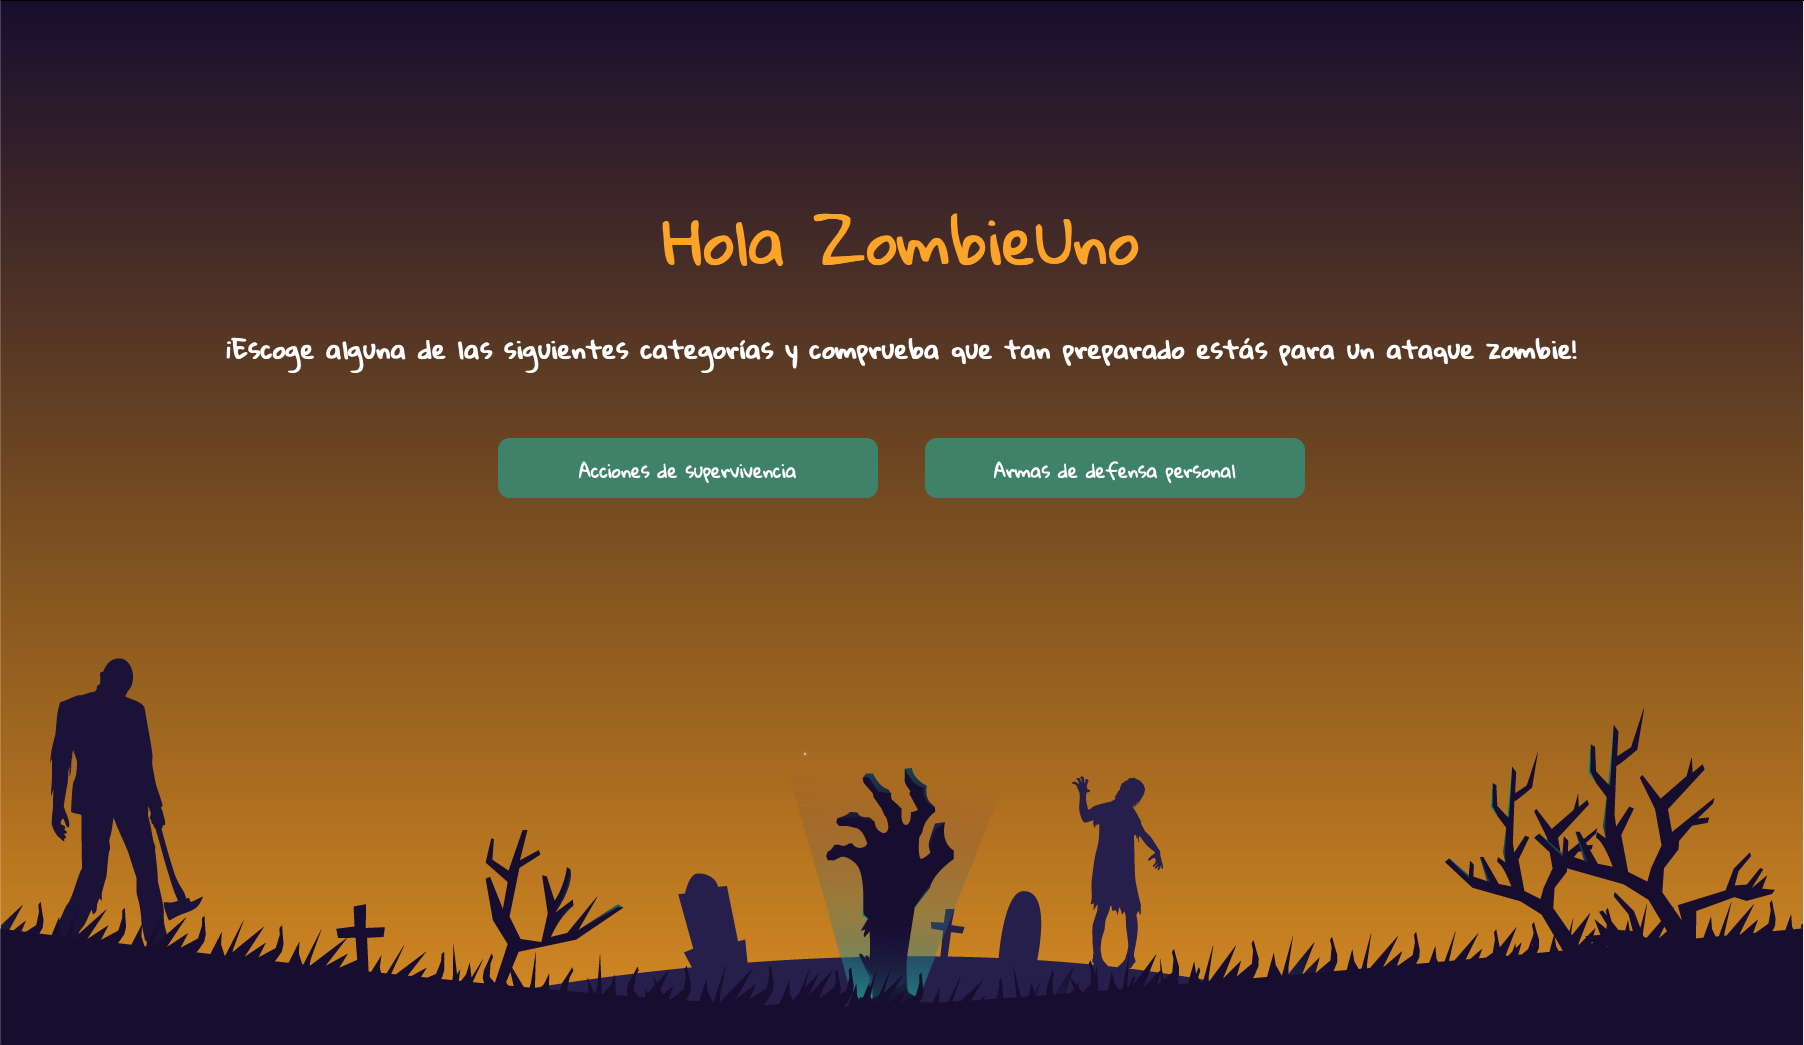 Hola ZombieUno
¡Escoge alguna de las siguientes categorías y comprueba que tan preparado estás para un ataque zombie!
Acciones de supervivencia
Armas de defensa personal